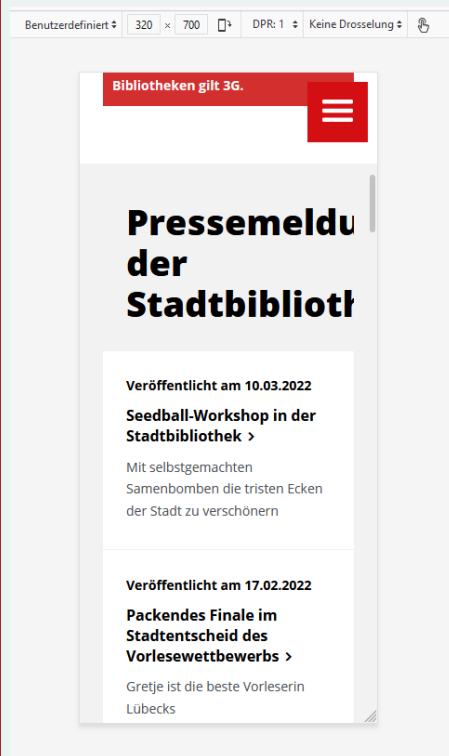 Benutzerdefiniert 320 × 700 DPR: 1 Keine Drosselung
Bibliotheken gilt 3G.
Pressemeldu
der
Stadtbiblioth
Veröffentlicht am 10.03.2022
Seedball-Workshop in der
Stadtbibliothek >
Mit selbstgemachten
Samenbomben die tristen Ecken
der Stadt zu verschönern
Veröffentlicht am 17.02.2022
Packendes Finale im
Stadtentscheid des
Vorlesewettbewerbs >
Gretje ist die beste Vorleserin
Lübecks